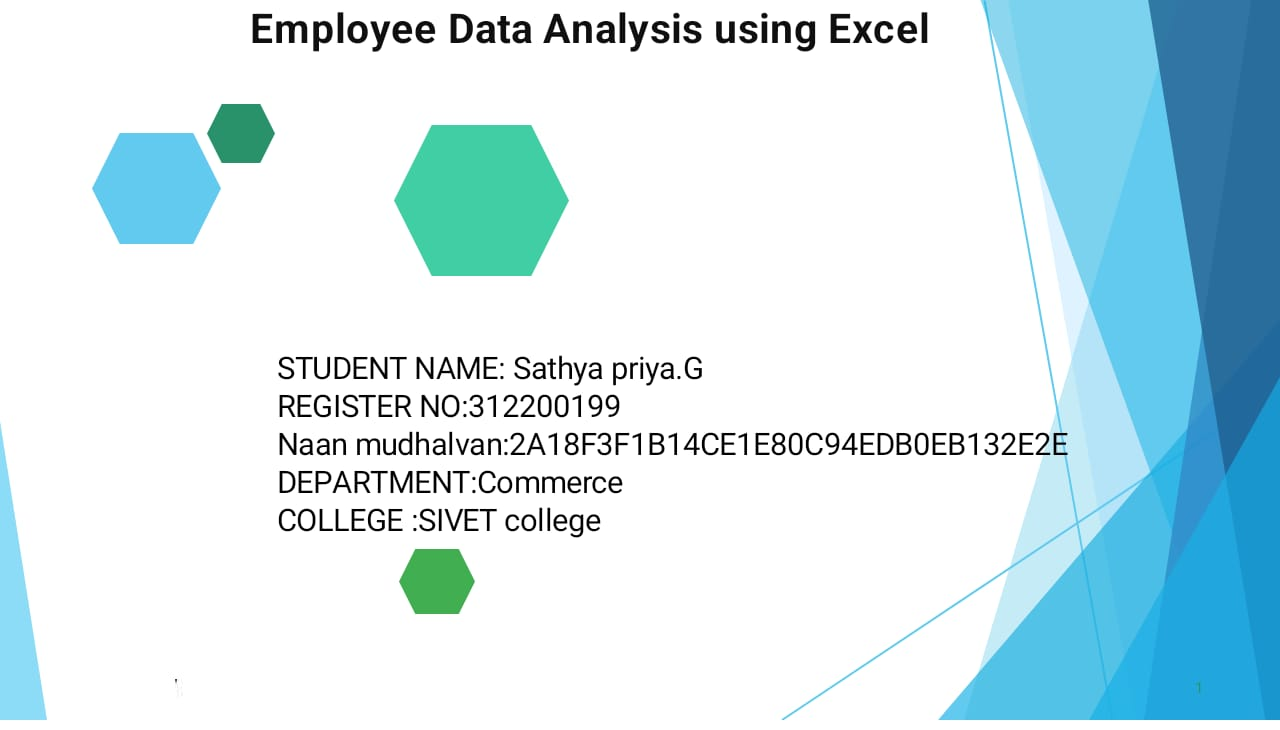 Employee Data Analysis using Excel
STUDENT NAME: Sathya priya.G
REGISTER NO:312200199
Naan mudhalvan:2A18F3F1B14CE1E80C94EDB0EB132E2E
DEPARTMENT:Commerce
COLLEGE :SIVET college
1